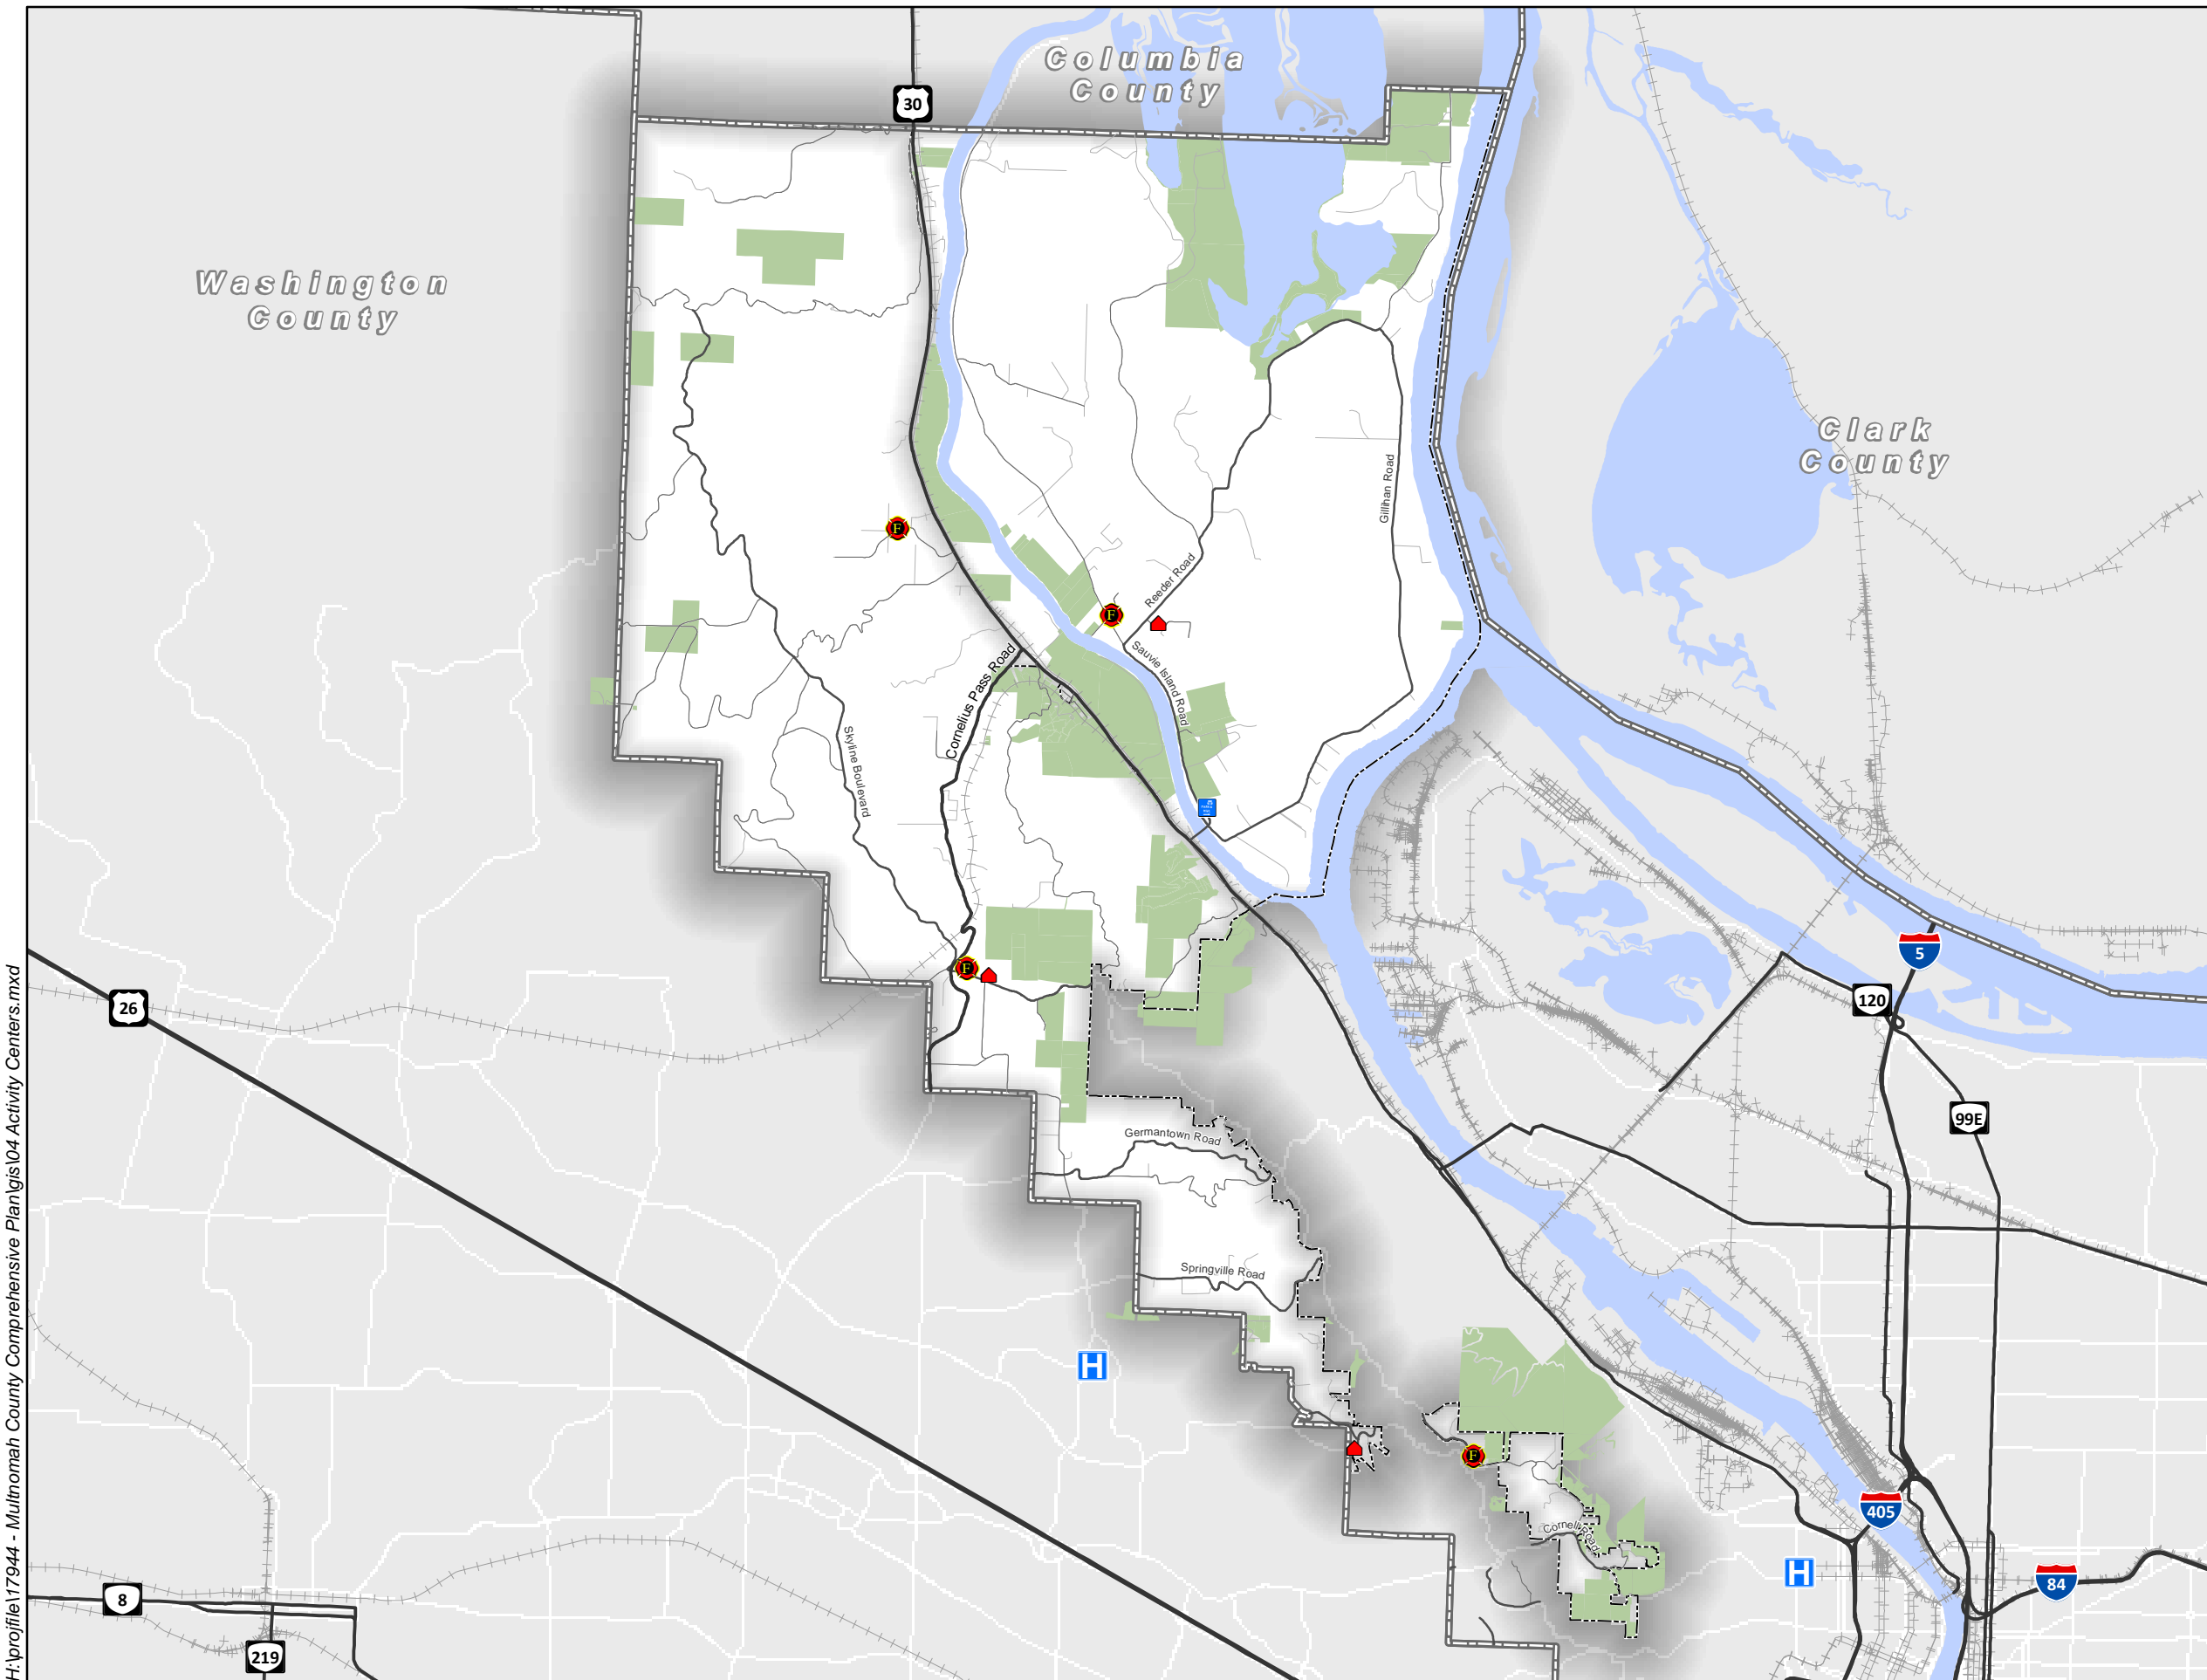 Columbia
County
30
Washington
County
Clark
County
Gillihan Road
F
Reeder Road
F
Sauvie Island Road
Cornelius Pass Road
Skyline Boulevard
F
5
120
26
99E
Germantown Road
Springville Road
H
F
405
Cornell Road
H
84
8
219
H:\projfile\17944 - Multnomah County Comprehensive Plan\gis\04 Activity Centers.mxd